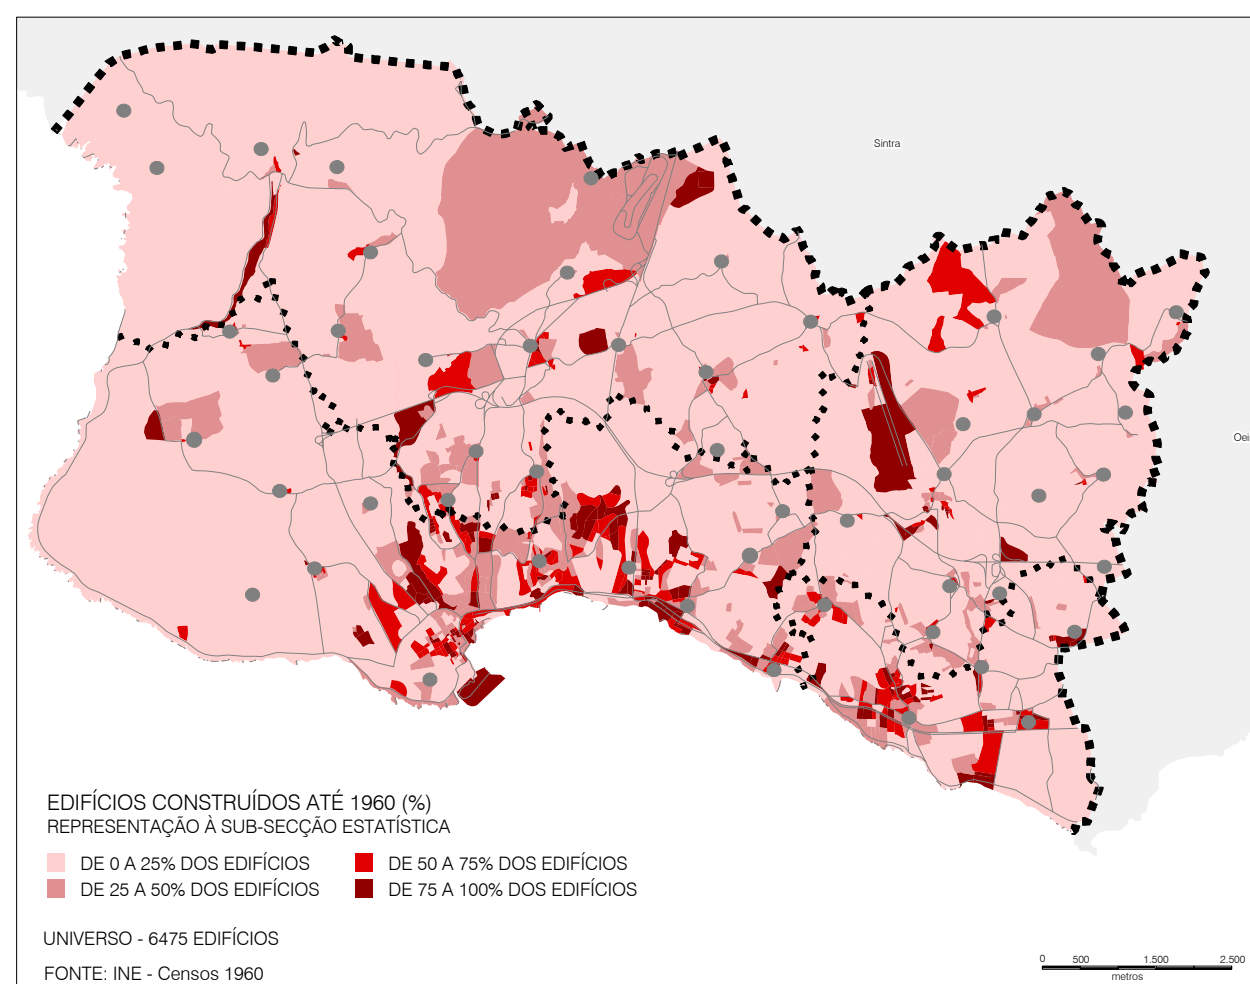 Sintra
Oei
EDIFÍCIOS CONSTRUÍDOS ATÉ 1960 (%)
REPRESENTAÇÃO À SUB-SECÇÃO ESTATÍSTICA
DE 0 A 25% DOS EDIFÍCIOS
DE 50 A 75% DOS EDIFÍCIOS
DE 25 A 50% DOS EDIFÍCIOS
DE 75 A 100% DOS EDIFÍCIOS
UNIVERSO - 6475 EDIFÍCIOS
FONTE: INE - Censos 1960
0 500 1.500 2.500
metros